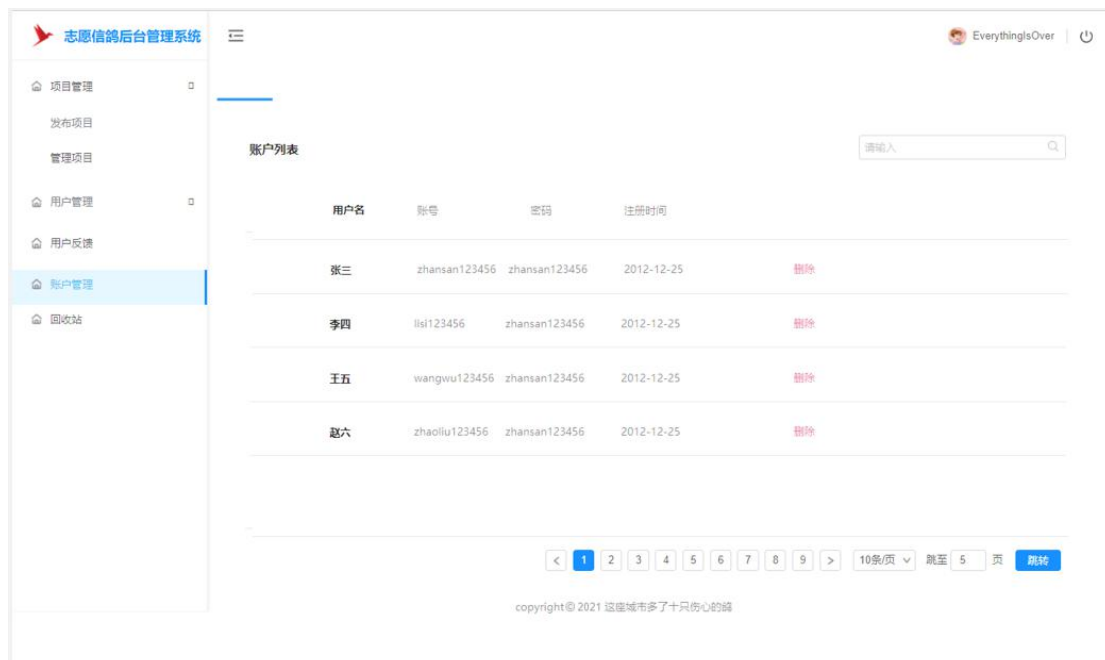 志愿信鸽后台管理系统
EverythingIsOver
项目管理
发布项目
管理项目
用户管理
用户反馈
账户管理
回收站
账户列表
请输入
用户名 账号 密码 注册时间
张三 zhansan123456 zhansan123456 2012-12-25 删除
李四 lisi123456 zhansan123456 2012-12-25 删除
王五 wangwu123456 zhansan123456 2012-12-25 删除
赵六 zhaoliu123456 zhansan123456 2012-12-25 删除
< 1 2 3 4 5 6 7 8 9 > 10条/页 跳至 5 页 跳转
copyright© 2021 这座城市多了十只伤心的鸽